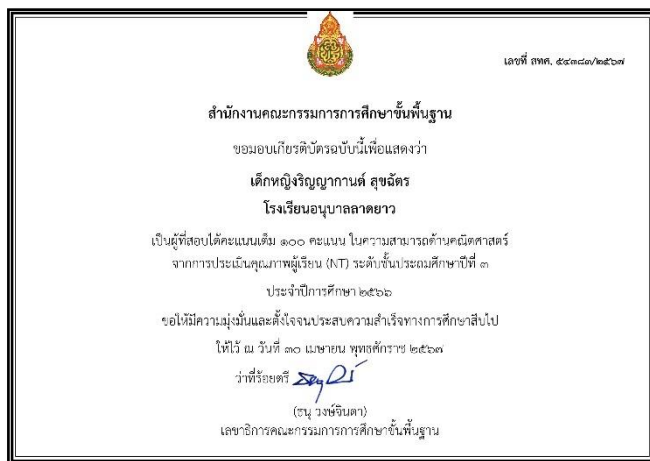 เลขที่ สทศ. ๕๔๓๘๓/๒๕๖๗
สำนักงานคณะกรรมการการศึกษาขั้นพื้นฐาน
ขอมอบเกียรติบัตรฉบับนี้เพื่อแสดงว่า
เด็กหญิงริญญากานต์ สุขฉัตร
โรงเรียนอนุบาลลาดยาว
เป็นผู้ที่สอบได้คะแนนเต็ม ๑๐๐ คะแนน ในความสามารถด้านคณิตศาสตร์
จากการประเมินคุณภาพผู้เรียน (NT) ระดับชั้นประถมศึกษาปีที่ ๓
ประจำปีการศึกษา ๒๕๖๖
ขอให้มีความมุ่งมั่นและตั้งใจจนประสบความสำเร็จทางการศึกษาสืบไป
ให้ไว้ ณ วันที่ ๓๐ เมษายน พุทธศักราช ๒๕๖๗
ว่าที่ร้อยตรี
(ธนุ วงษ์จินดา)
เลขาธิการคณะกรรมการการศึกษาขั้นพื้นฐาน